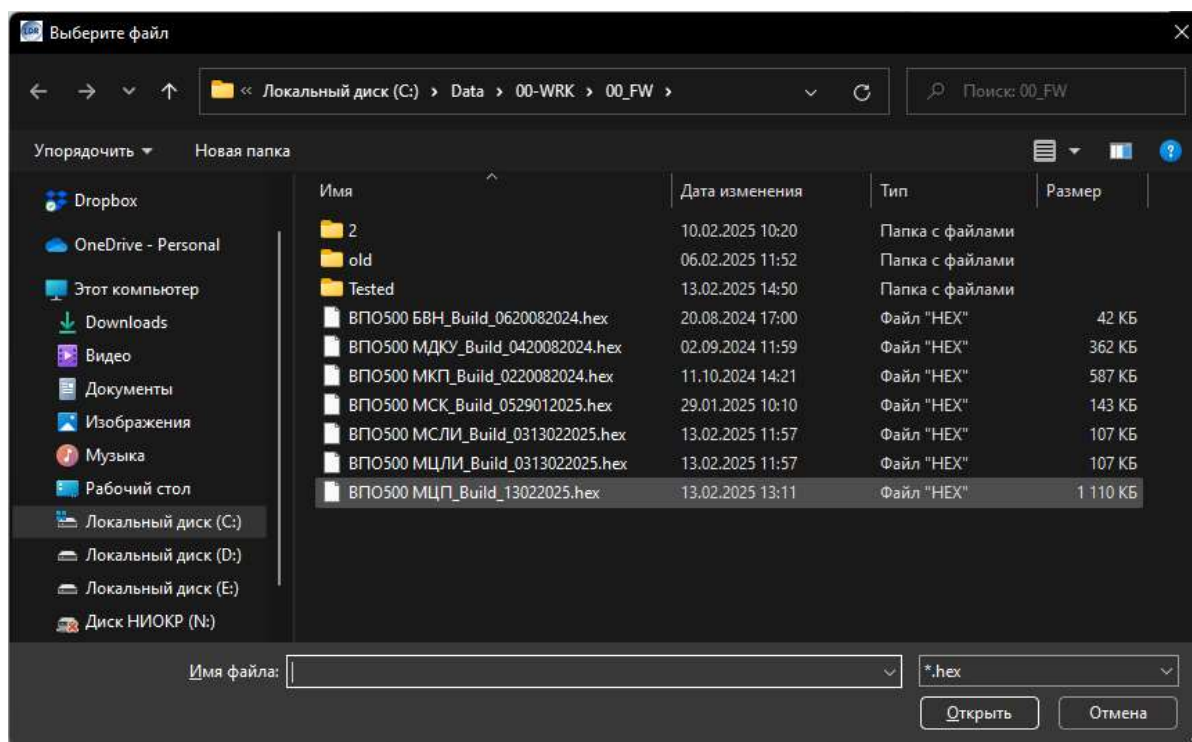 LDR Выберите файл
« Локальный диск (C:) › Data › 00-WRK › 00_FW ›
Поиск: 00_FW
Упорядочить
Новая папка
?
Dropbox
OneDrive - Personal
Этот компьютер
Downloads
Видео
Документы
Изображения
Музыка
Рабочий стол
Локальный диск (C:)
Локальный диск (D:)
Локальный диск (E:)
Диск НИОКР (N:)
Имя Дата изменения Тип Размер
2 10.02.2025 10:20 Папка с файлами
old 06.02.2025 11:52 Папка с файлами
Tested 13.02.2025 14:50 Папка с файлами
ВПО500 БВН_Build_0620082024.hex 20.08.2024 17:00 Файл "HEX" 42 КБ
ВПО500 МДКУ_Build_0420082024.hex 02.09.2024 11:59 Файл "HEX" 362 КБ
ВПО500 МКП_Build_0220082024.hex 11.10.2024 14:21 Файл "HEX" 587 КБ
ВПО500 МСК_Build_0529012025.hex 29.01.2025 10:10 Файл "HEX" 143 КБ
ВПО500 МСЛИ_Build_0313022025.hex 13.02.2025 11:57 Файл "HEX" 107 КБ
ВПО500 МЦЛИ_Build_0313022025.hex 13.02.2025 11:57 Файл "HEX" 107 КБ
ВПО500 МЦП_Build_13022025.hex 13.02.2025 13:11 Файл "HEX" 1 110 КБ
Имя файла:
*.hex
Открыть
Отмена